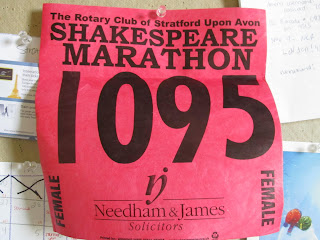 The Rotary Club of Stratford Upon Avon
SHAKESPEARE
MARATHON
1095
FEMALE
FEMALE
nj
Needham & James
Solicitors